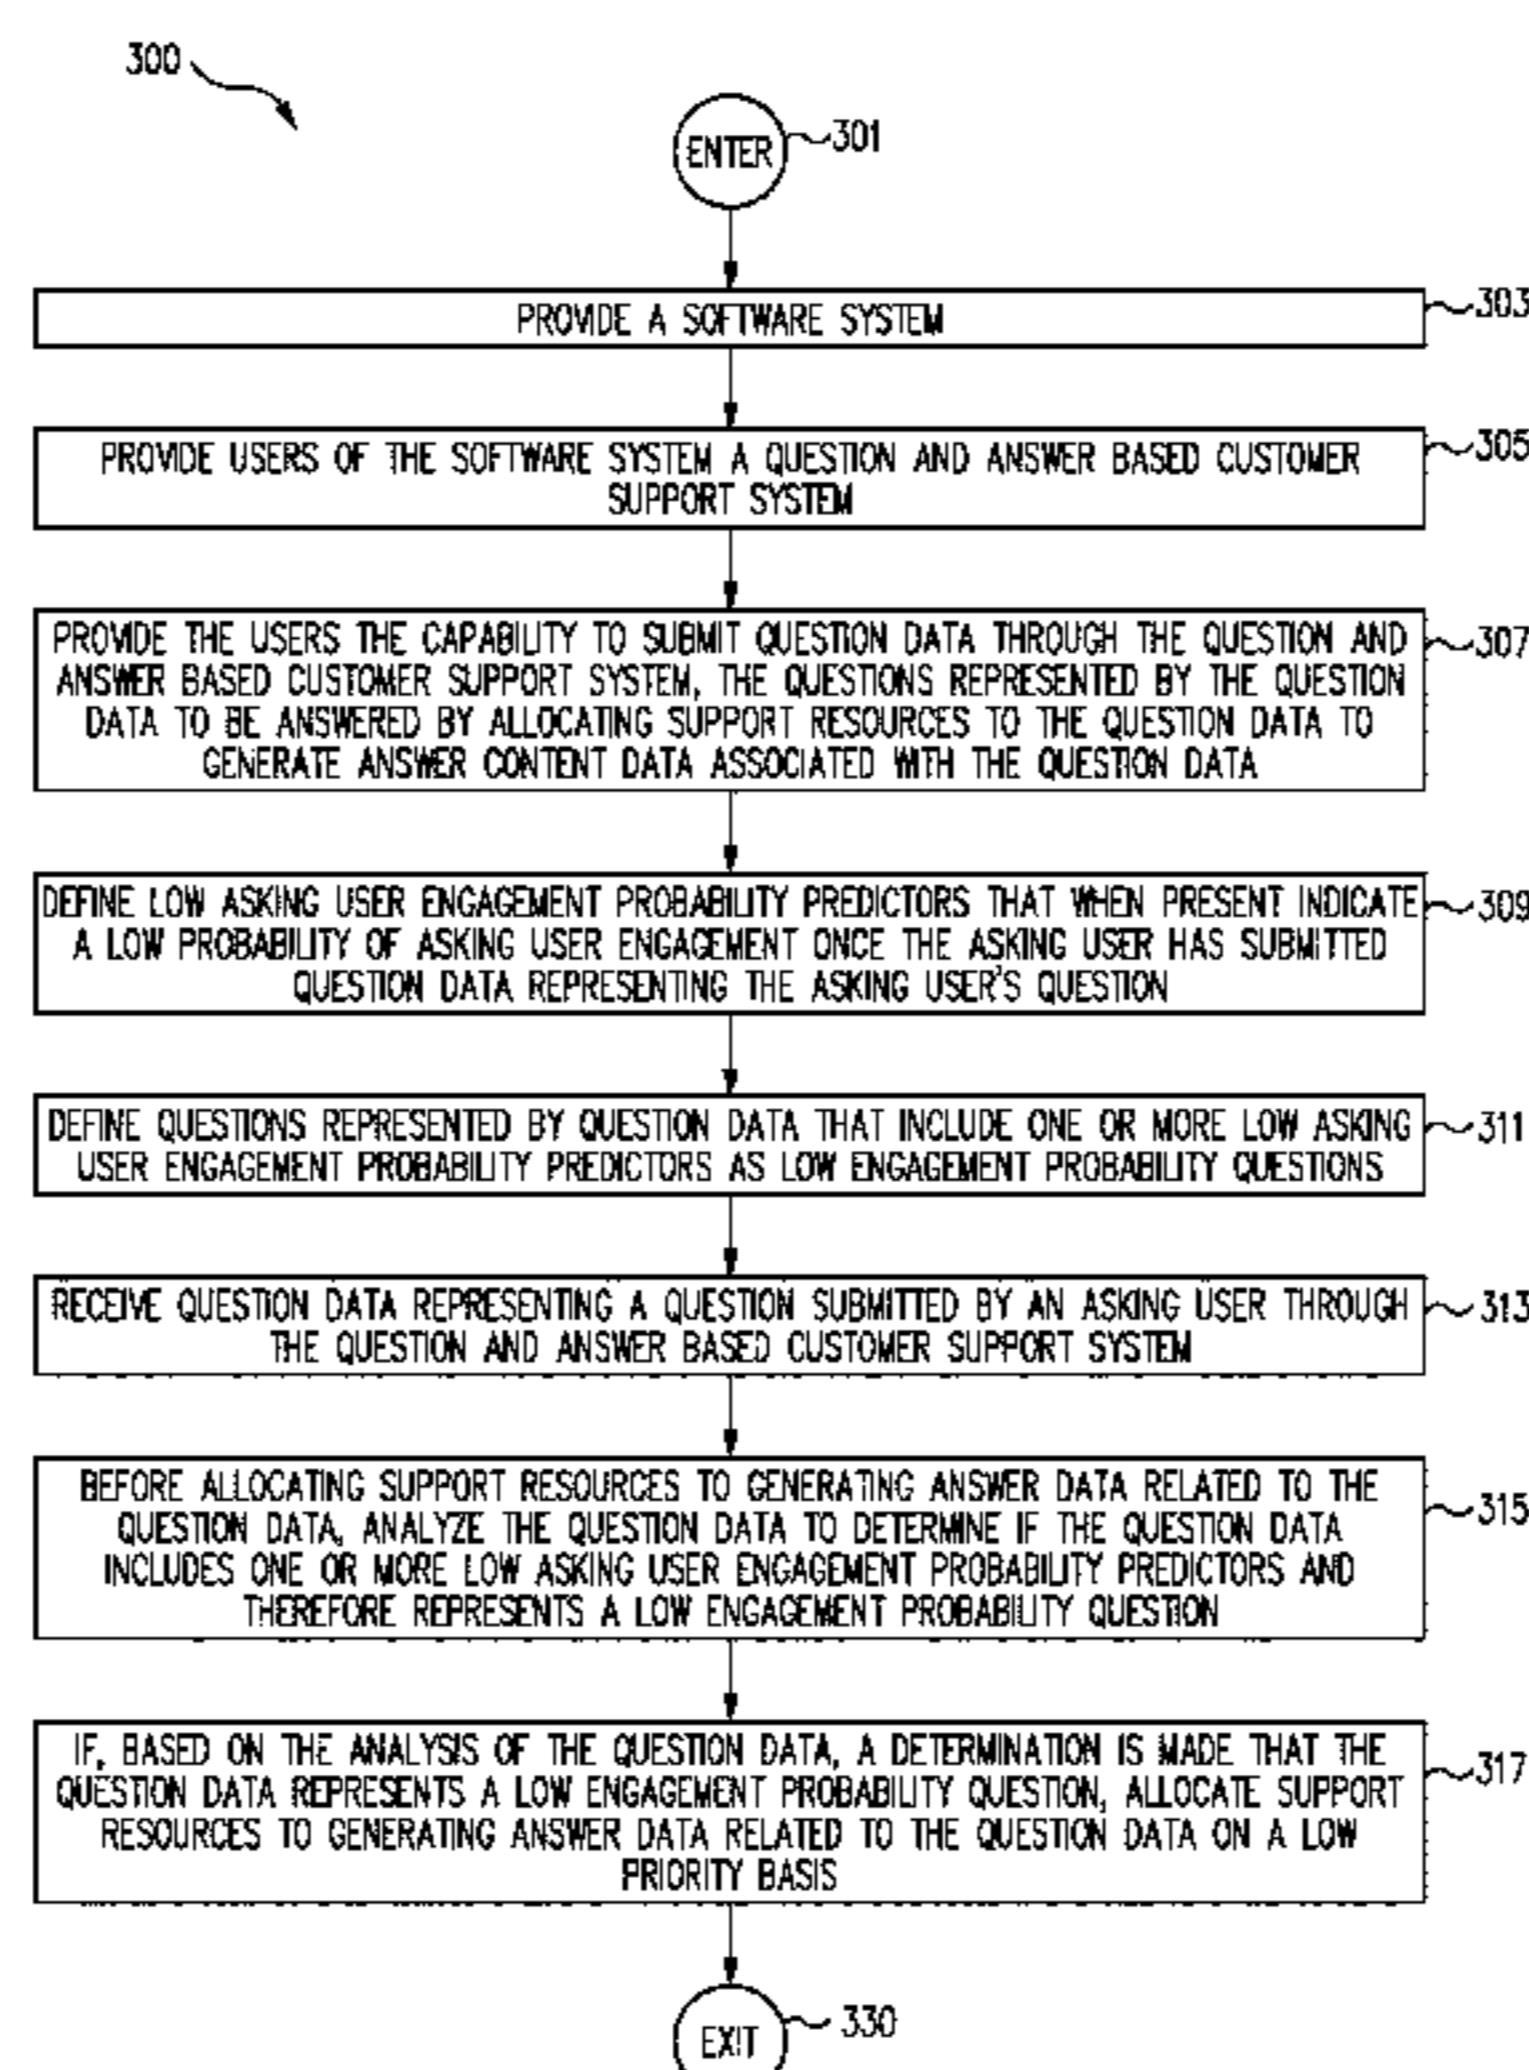 300
ENTER
301
PROVIDE A SOFTWARE SYSTEM
303
PROVIDE USERS OF THE SOFTWARE SYSTEM A QUESTION AND ANSWER BASED CUSTOMER
SUPPORT SYSTEM
305
PROVIDE THE USERS THE CAPABILITY TO SUBMIT QUESTION DATA THROUGH THE QUESTION AND
ANSWER BASED CUSTOMER SUPPORT SYSTEM, THE QUESTIONS REPRESENTED BY THE QUESTION
DATA TO BE ANSWERED BY ALLOCATING SUPPORT RESOURCES TO THE QUESTION DATA TO
GENERATE ANSWER CONTENT DATA ASSOCIATED WITH THE QUESTION DATA
307
DEFINE LOW ASKING USER ENGAGEMENT PROBABILITY PREDICTORS THAT WHEN PRESENT INDICATE
A LOW PROBABILITY OF ASKING USER ENGAGEMENT ONCE THE ASKING USER HAS SUBMITTED
QUESTION DATA REPRESENTING THE ASKING USER'S QUESTION
309
DEFINE QUESTIONS REPRESENTED BY QUESTION DATA THAT INCLUDE ONE OR MORE LOW ASKING
USER ENGAGEMENT PROBABILITY PREDICTORS AS LOW ENGAGEMENT PROBABILITY QUESTIONS
311
RECEIVE QUESTION DATA REPRESENTING A QUESTION SUBMITTED BY AN ASKING USER THROUGH
THE QUESTION AND ANSWER BASED CUSTOMER SUPPORT SYSTEM
313
BEFORE ALLOCATING SUPPORT RESOURCES TO GENERATING ANSWER DATA RELATED TO THE
QUESTION DATA, ANALYZE THE QUESTION DATA TO DETERMINE IF THE QUESTION DATA
INCLUDES ONE OR MORE LOW ASKING USER ENGAGEMENT PROBABILITY PREDICTORS AND
THEREFORE REPRESENTS A LOW ENGAGEMENT PROBABILITY QUESTION
315
IF, BASED ON THE ANALYSIS OF THE QUESTION DATA, A DETERMINATION IS MADE THAT THE
QUESTION DATA REPRESENTS A LOW ENGAGEMENT PROBABILITY QUESTION, ALLOCATE SUPPORT
RESOURCES TO GENERATING ANSWER DATA RELATED TO THE QUESTION DATA ON A LOW
PRIORITY BASIS
317
EXIT
330